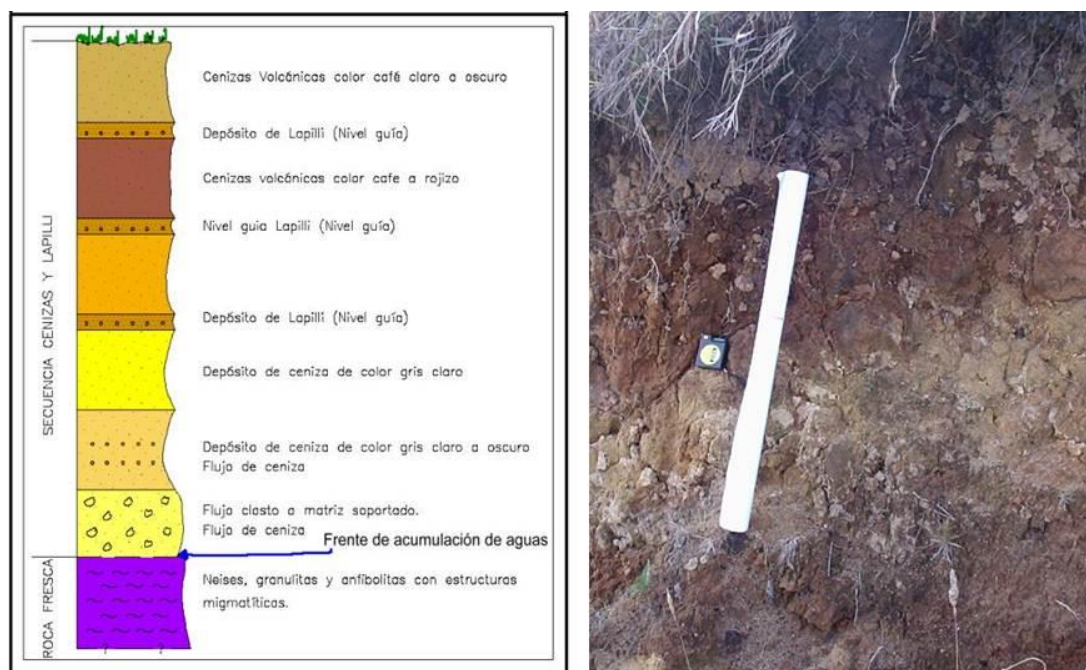 Cenizas Volcánicas color café claro a oscuro
Depósito de Lapilli (Nivel guía)
Cenizas volcánicas color cafe a rojizo
Nivel guia Lapilli (Nivel guía)
Depósito de Lapilli (Nivel guía)
Depósito de ceniza de color gris claro
Depósito de ceniza de color gris claro a oscuro
Flujo de ceniza
Flujo clasto a matriz soportado.
Flujo de ceniza
Frente de acumulación de aguas
Neises, granulitas y anfibolitas con estructuras
migmatíticas.
SECUENCIA CENIZAS Y LAPILLI
ROCA FRESCA
? ?